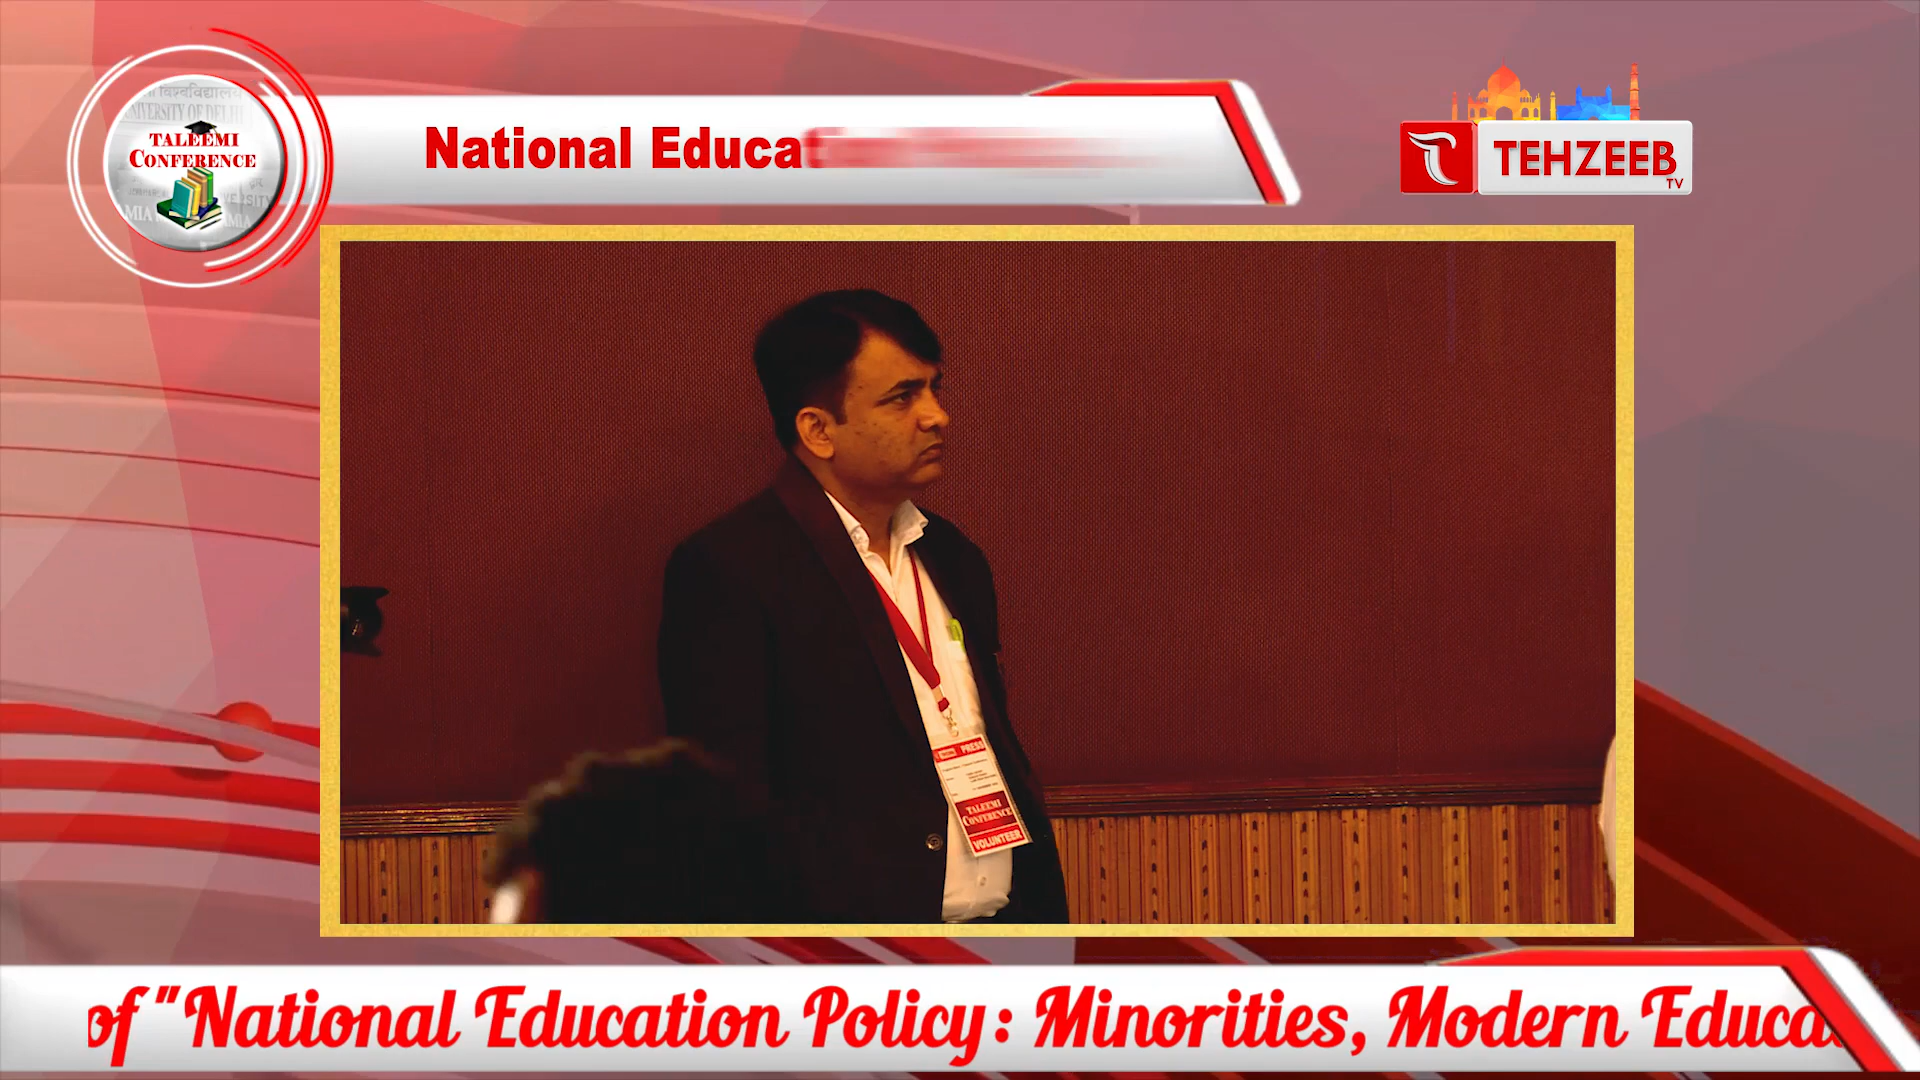 विश्वविद्यालय
UNIVERSITY OF DELHI
TALEEMI
CONFERENCE
National Educat
TEHZEEB
TV
PRESS
TALEEMI
CONFERENCE
VOLUNTEER
of "National Education Policy: Minorities, Modern Educa